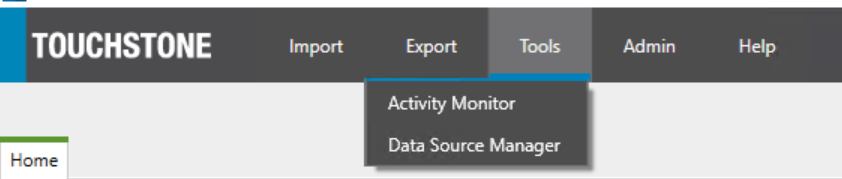 TOUCHSTONE Import Export Tools Admin Help
Activity Monitor
Data Source Manager
Home